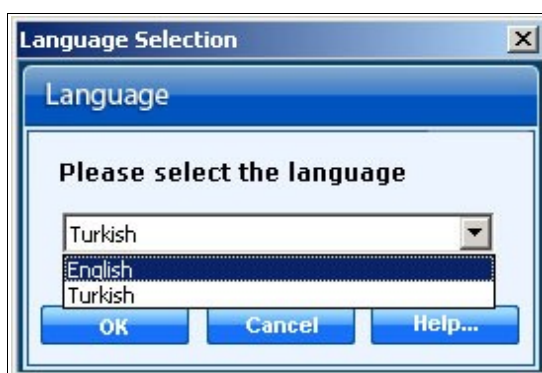 Language Selection
Language
Please select the language
Turkish
English
Turkish
OK Cancel Help...